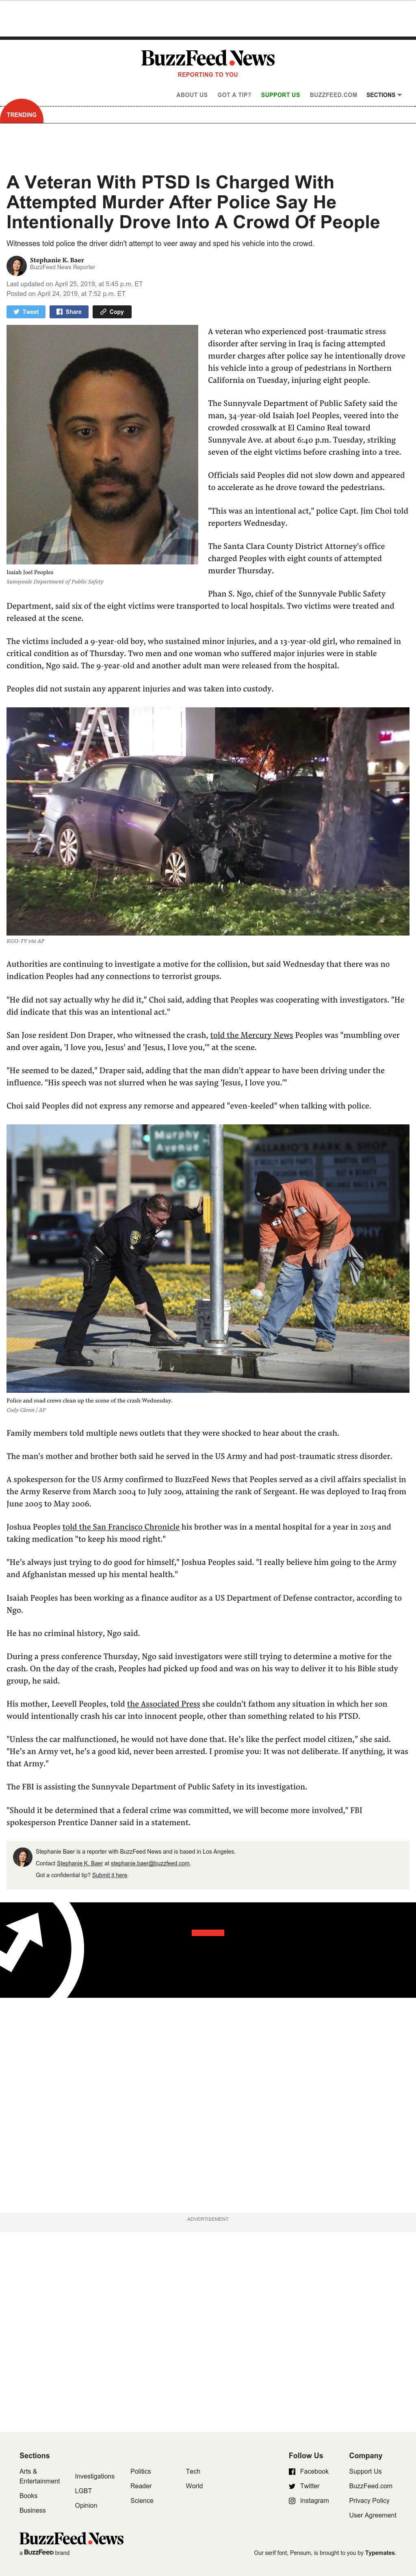 BuzzFeed News
REPORTING TO YOU
ABOUT US GOT A TIP? SUPPORT US BUZZFEED.COM SECTIONS
TRENDING
A Veteran With PTSD Is Charged With
Attempted Murder After Police Say He
Intentionally Drove Into A Crowd Of People
Witnesses told police the driver didn't attempt to veer away and sped his vehicle into the crowd.
Stephanie K. Baer
BuzzFeed News Reporter
Last updated on April 25, 2019, at 5:45 p.m. ET
Posted on April 24, 2019, at 7:52 p.m. ET
Tweet Share Copy
Isaiah Joel Peoples
Sunnyvale Department of Public Safety
A veteran who experienced post-traumatic stress
disorder after serving in Iraq is facing attempted
murder charges after police say he intentionally drove
his vehicle into a group of pedestrians in Northern
California on Tuesday, injuring eight people.
The Sunnyvale Department of Public Safety said the
man, 34-year-old Isaiah Joel Peoples, veered into the
crowded crosswalk at El Camino Real toward
Sunnyvale Ave. at about 6:40 p.m. Tuesday, striking
seven of the eight victims before crashing into a tree.
Officials said Peoples did not slow down and appeared
to accelerate as he drove toward the pedestrians.
"This was an intentional act," police Capt. Jim Choi told
reporters Wednesday.
The Santa Clara County District Attorney's office
charged Peoples with eight counts of attempted
murder Thursday.
Phan S. Ngo, chief of the Sunnyvale Public Safety
Department, said six of the eight victims were transported to local hospitals. Two victims were treated and
released at the scene.
The victims included a 9-year-old boy, who sustained minor injuries, and a 13-year-old girl, who remained in
critical condition as of Thursday. Two men and one woman who suffered major injuries were in stable
condition, Ngo said. The 9-year-old and another adult man were released from the hospital.
Peoples did not sustain any apparent injuries and was taken into custody.
KGO-TV via AP
Authorities are continuing to investigate a motive for the collision, but said Wednesday that there was no
indication Peoples had any connections to terrorist groups.
"He did not say actually why he did it," Choi said, adding that Peoples was cooperating with investigators. "He
did indicate that this was an intentional act."
San Jose resident Don Draper, who witnessed the crash, told the Mercury News Peoples was "mumbling over
and over again, 'I love you, Jesus' and 'Jesus, I love you,'" at the scene.
"He seemed to be dazed," Draper said, adding that the man didn't appear to have been driving under the
influence. "His speech was not slurred when he was saying 'Jesus, I love you.'"
Choi said Peoples did not express any remorse and appeared "even-keeled" when talking with police.
Murphy
Avenue
82
Police and road crews clean up the scene of the crash Wednesday.
Cody Glenn / AP
Family members told multiple news outlets that they were shocked to hear about the crash.
The man's mother and brother both said he served in the US Army and had post-traumatic stress disorder.
A spokesperson for the US Army confirmed to BuzzFeed News that Peoples served as a civil affairs specialist in
the Army Reserve from March 2004 to July 2009, attaining the rank of Sergeant. He was deployed to Iraq from
June 2005 to May 2006.
Joshua Peoples told the San Francisco Chronicle his brother was in a mental hospital for a year in 2015 and
taking medication "to keep his mood right."
"He's always just trying to do good for himself," Joshua Peoples said. "I really believe him going to the Army
and Afghanistan messed up his mental health."
Isaiah Peoples has been working as a finance auditor as a US Department of Defense contractor, according to
Ngo.
He has no criminal history, Ngo said.
During a press conference Thursday, Ngo said investigators were still trying to determine a motive for the
crash. On the day of the crash, Peoples had picked up food and was on his way to deliver it to his Bible study
group, he said.
His mother, Leevell Peoples, told the Associated Press she couldn't fathom any situation in which her son
would intentionally crash his car into innocent people, other than something related to his PTSD.
"Unless the car malfunctioned, he would not have done that. He's like the perfect model citizen," she said.
"He's an Army vet, he's a good kid, never been arrested. I promise you: It was not deliberate. If anything, it was
that Army."
The FBI is assisting the Sunnyvale Department of Public Safety in its investigation.
"Should it be determined that a federal crime was committed, we will become more involved," FBI
spokesperson Prentice Danner said in a statement.
Stephanie Baer is a reporter with BuzzFeed News and is based in Los Angeles.
Contact Stephanie K. Baer at stephanie.baer@buzzfeed.com.
Got a confidential tip? Submit it here.
ADVERTISEMENT
Sections
Arts &
Entertainment
Books
Business
Investigations
LGBT
Opinion
Politics
Reader
Science
Tech
World
Follow Us
Facebook
Twitter
Instagram
Company
Support Us
BuzzFeed.com
Privacy Policy
User Agreement
BuzzFeed News
a BuzzFeed brand
Our serif font, Pensum, is brought to you by Typemates.